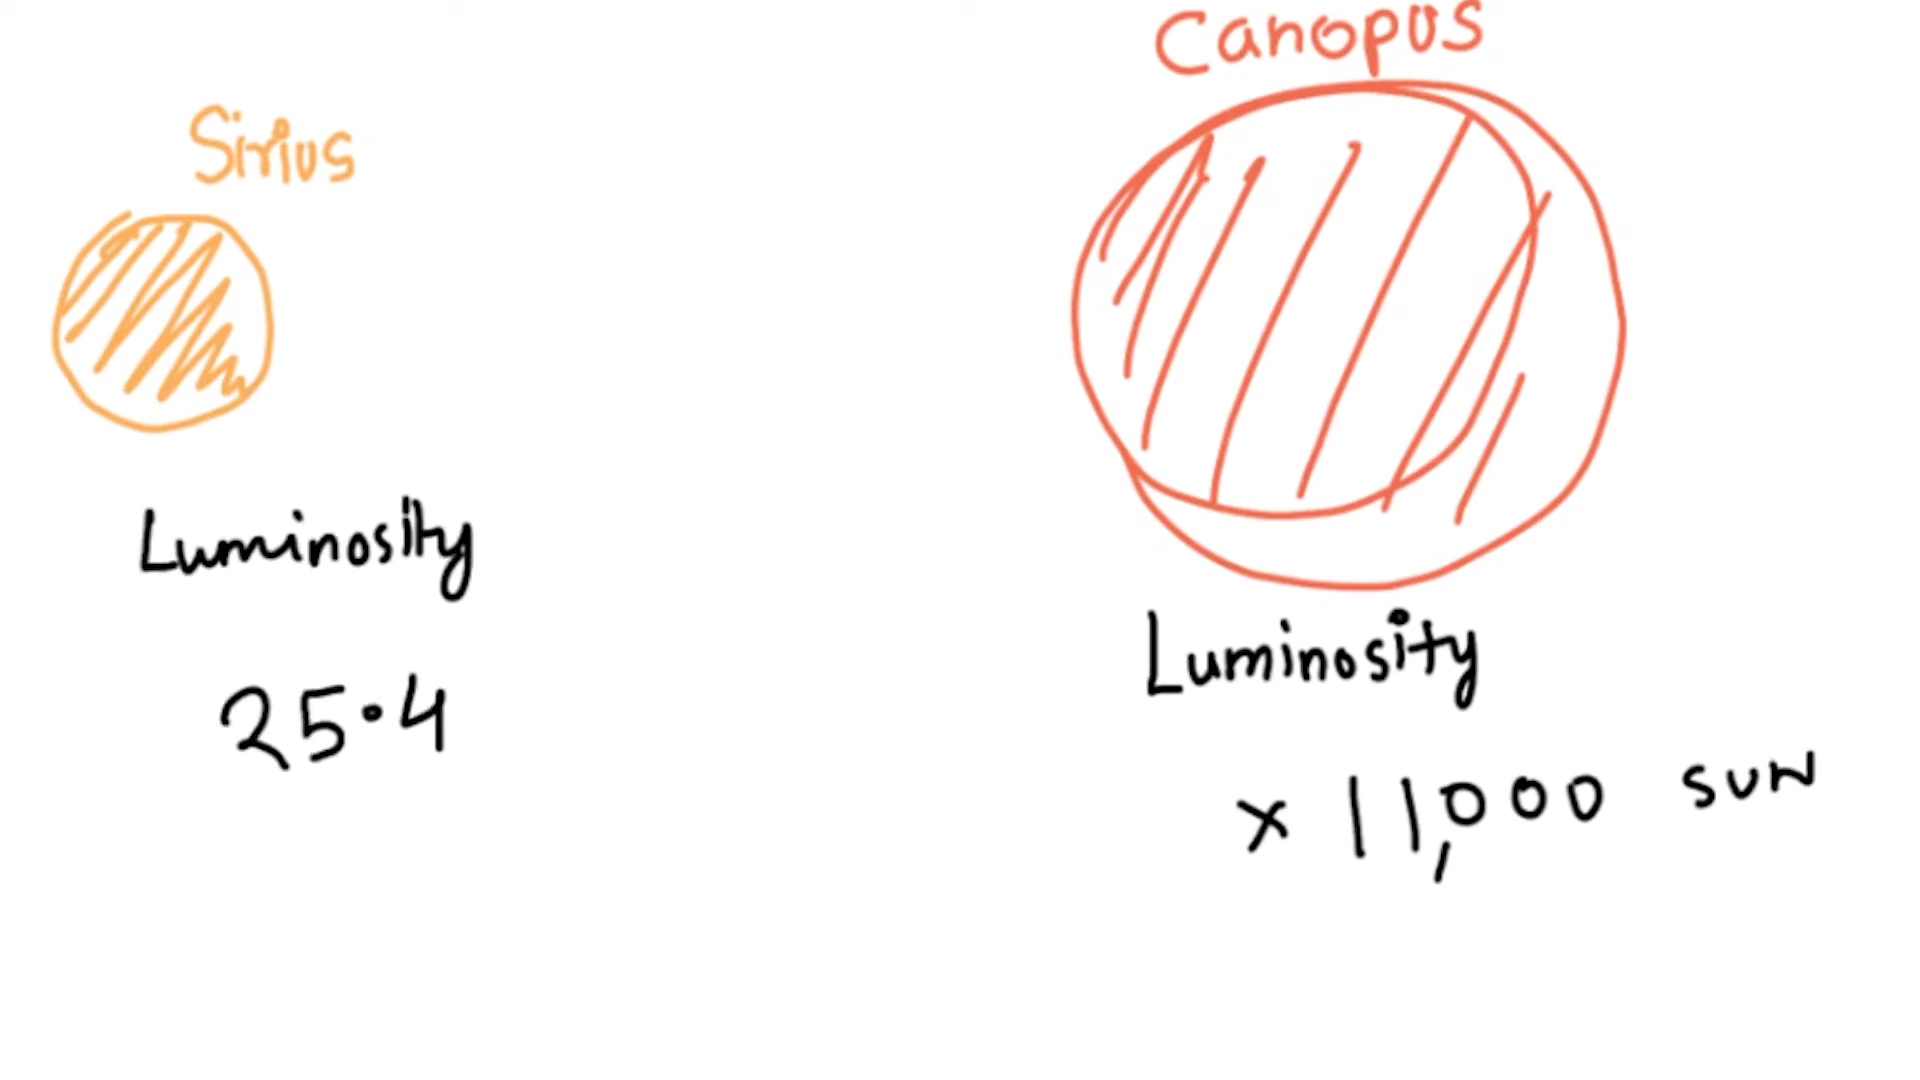 Canopus
Sirius
Luminosity
25.4
Luminosity
x 11,000 SUN